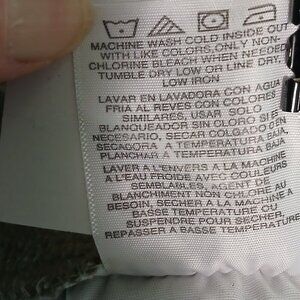 MACHINE WASH COLD INSIDE OUT
WITH LIKE COLORS, ONLY NON-
CHLORINE BLEACH WHEN NEEDED
TUMBLE DRY LOW OR LINE DRY,
LOW IRON
LAVAR EN LAVADORA CON AGUA
FRIA AL REVES CON COLORES
SIMILARES, USAR SOLO
BLANQUEADOR SIN CLORO SI ES
NECESARIO, SECAR COLGADO EN
SECADORA A TEMPERATURA BAJA,
PLANCHAR A TEMPERATURA BAJA
LAVER À L'ENVERS A LA MACHINE
A L'EAU FROIDE AVEC COULEURS
SEMBLABLES, AGENT DE
BLANCHIMENT SANS CHLORE AU
BESOIN, SECHER A LA MACHINE A
BASSE TEMPERATURE OU
SUSPENDRE POUR SECHER,
REPASSER A BASSE TEMPERATURE